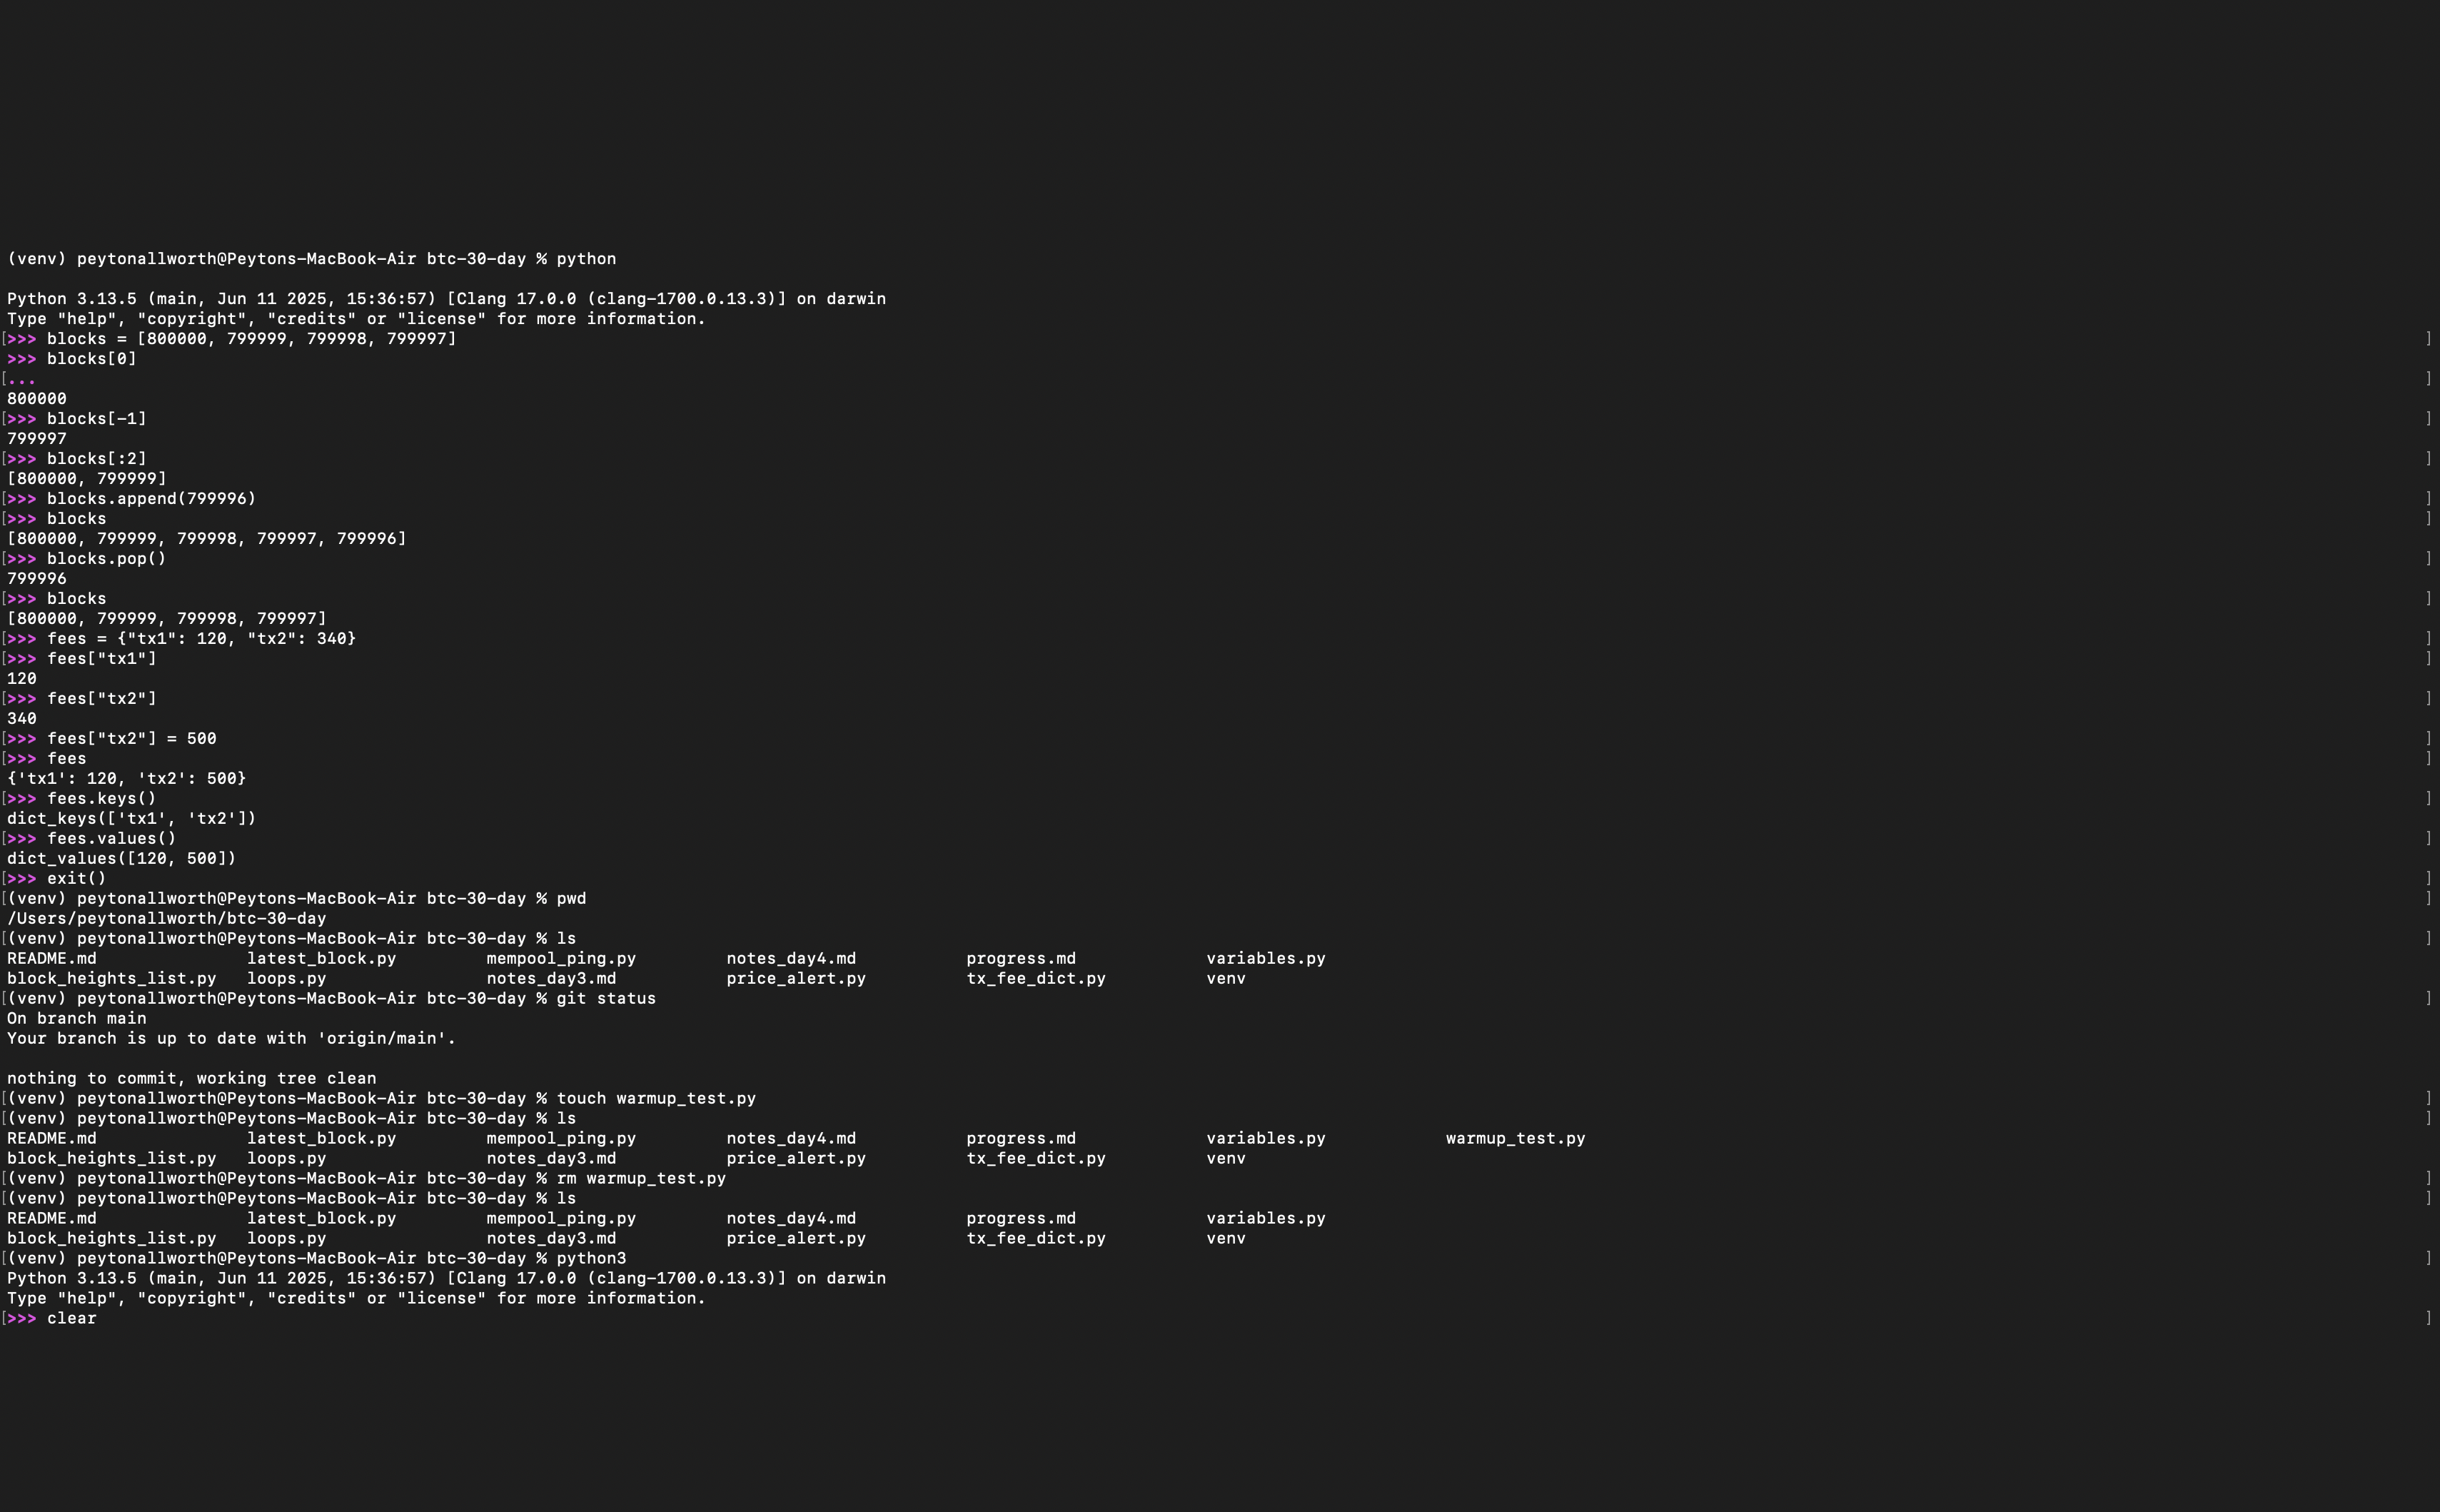 (venv) peytonallworth@Peytons-MacBook-Air btc-30-day % python

Python 3.13.5 (main, Jun 11 2025, 15:36:57) [Clang 17.0.0 (clang-1700.0.13.3)] on darwin
Type "help", "copyright", "credits" or "license" for more information.
[>>> blocks = [800000, 799999, 799998, 799997] ]
>>> blocks[0]
[... ]
800000
[>>> blocks[-1] ]
799997
[>>> blocks[:2] ]
[800000, 799999]
[>>> blocks.append(799996) ]
[>>> blocks ]
[800000, 799999, 799998, 799997, 799996]
[>>> blocks.pop() ]
799996
[>>> blocks ]
[800000, 799999, 799998, 799997]
[>>> fees = {"tx1": 120, "tx2": 340} ]
[>>> fees["tx1"] ]
120
[>>> fees["tx2"] ]
340
[>>> fees["tx2"] = 500 ]
[>>> fees ]
{'tx1': 120, 'tx2': 500}
[>>> fees.keys() ]
dict_keys(['tx1', 'tx2'])
[>>> fees.values() ]
dict_values([120, 500])
[>>> exit() ]
[(venv) peytonallworth@Peytons-MacBook-Air btc-30-day % pwd ]
/Users/peytonallworth/btc-30-day
[(venv) peytonallworth@Peytons-MacBook-Air btc-30-day % ls ]
README.md latest_block.py mempool_ping.py notes_day4.md progress.md variables.py
block_heights_list.py loops.py notes_day3.md price_alert.py tx_fee_dict.py venv
[(venv) peytonallworth@Peytons-MacBook-Air btc-30-day % git status ]
On branch main
Your branch is up to date with 'origin/main'.

nothing to commit, working tree clean
[(venv) peytonallworth@Peytons-MacBook-Air btc-30-day % touch warmup_test.py ]
[(venv) peytonallworth@Peytons-MacBook-Air btc-30-day % ls ]
README.md latest_block.py mempool_ping.py notes_day4.md progress.md variables.py warmup_test.py
block_heights_list.py loops.py notes_day3.md price_alert.py tx_fee_dict.py venv
[(venv) peytonallworth@Peytons-MacBook-Air btc-30-day % rm warmup_test.py ]
[(venv) peytonallworth@Peytons-MacBook-Air btc-30-day % ls ]
README.md latest_block.py mempool_ping.py notes_day4.md progress.md variables.py
block_heights_list.py loops.py notes_day3.md price_alert.py tx_fee_dict.py venv
[(venv) peytonallworth@Peytons-MacBook-Air btc-30-day % python3 ]
Python 3.13.5 (main, Jun 11 2025, 15:36:57) [Clang 17.0.0 (clang-1700.0.13.3)] on darwin
Type "help", "copyright", "credits" or "license" for more information.
[>>> clear ]